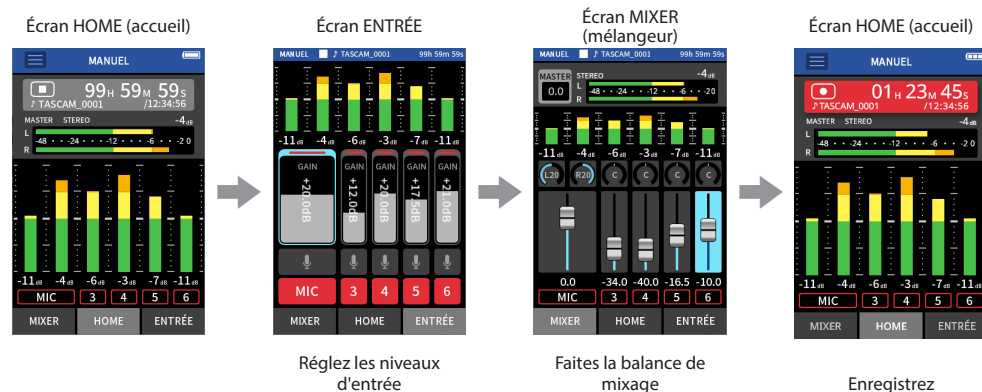 Écran HOME (accueil)
MANUEL
99H 59M 59S
♪ TASCAM_0001 /12:34:56
MASTER STEREO -4dB
L
-48 • • -24 • • -12 -6 • -2 0
R
-11dB -4dB -6dB -3dB -7dB -11dB
MIC 3 4 5 6
MIXER HOME ENTRÉE
Écran ENTRÉE
MANUEL ♪ TASCAM_0001 99h 59m 59s
-11dB -4dB -6dB -3dB -7dB -11dB
GAIN GAIN GAIN GAIN GAIN
+20.0dB +12.0dB +20.0dB +17.5dB +21.0dB
MIC 3 4 5 6
MIXER HOME ENTRÉE
Réglez les niveaux
d'entrée
Écran MIXER
(mélangeur)
MANUEL ♪ TASCAM_0001 99h 59m 59s
MASTER STEREO -4dB
0.0 L
-48 • • -24 • • -12 • -6 • -2 0
R
-11dB -4dB -6dB -3dB -7dB -11dB
L20 R20 C C C C
0.0 -34.0 -40.0 -16.5 -10.0
MIC 3 4 5 6
MIXER HOME ENTRÉE
Faites la balance de
mixage
Écran HOME (accueil)
MANUEL
01H 23M 45S
♪ TASCAM_0001 /12:34:56
MASTER STEREO -4dB
L
-48 • • -24 • • -12 • -6 • -2 0
R
-11dB -4dB -6dB -3dB -7dB -11dB
MIC 3 4 5 6
MIXER HOME ENTRÉE
Enregistrez